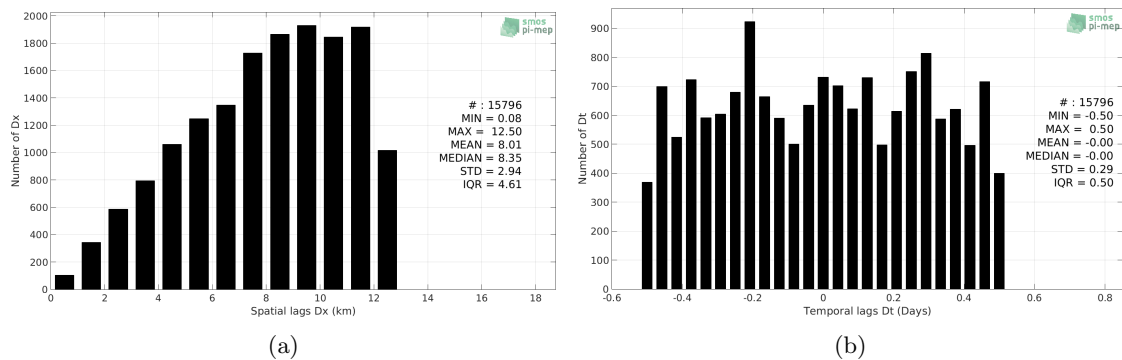 2000
1800
1600
1400
1200
1000
800
600
400
200
0
Number of Dx
smos
pi-mep
# : 15796
MIN = 0.08
MAX = 12.50
MEAN = 8.01
MEDIAN = 8.35
STD = 2.94
IQR = 4.61
0 2 4 6 8 10 12 14 16 18
Spatial lags Dx (km)
(a)
900
800
700
600
500
400
300
200
100
0
Number of Dt
smos
pi-mep
# : 15796
MIN = -0.50
MAX = 0.50
MEAN = -0.00
MEDIAN = -0.00
STD = 0.29
IQR = 0.50
-0.6 -0.4 -0.2 0 0.2 0.4 0.6 0.8
Temporal lags Dt (Days)
(b)